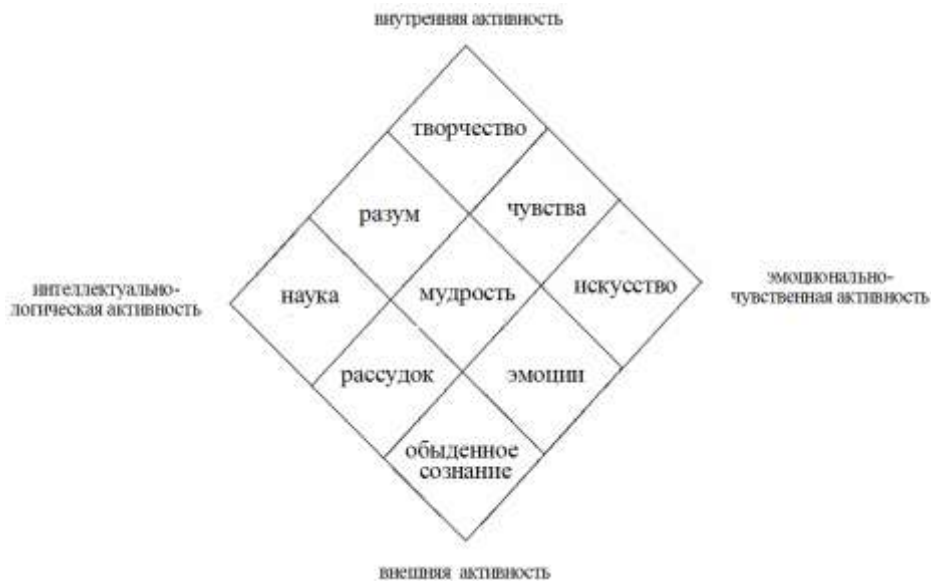 внутренняя активность
творчество
разум
чувства
интеллектуально-
логическая активность
наука
мудрость
искусство
эмоционально-
чувственная активность
рассудок
эмоции
обыденное
сознание
внешняя активность